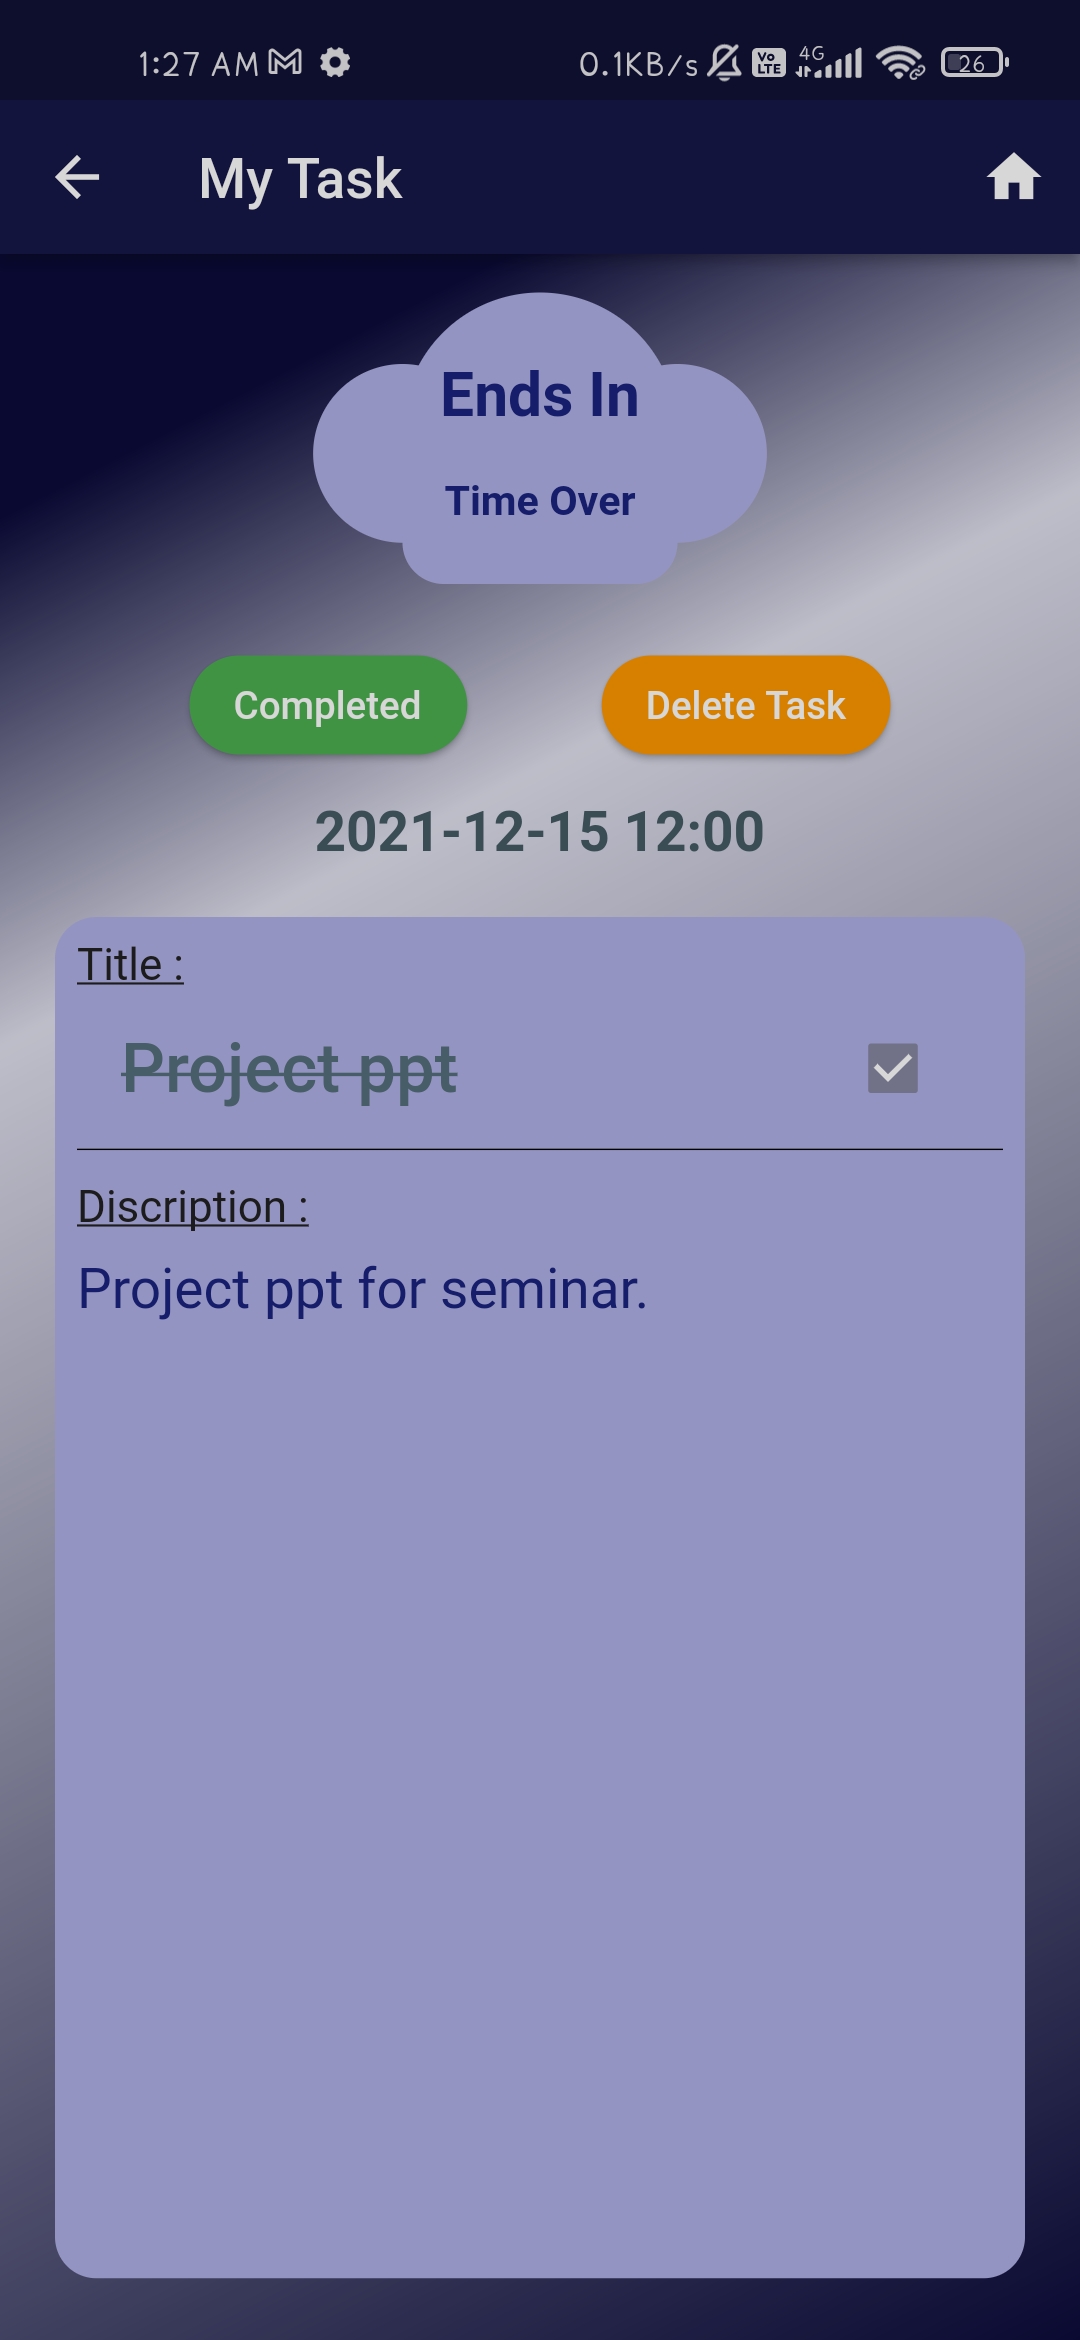 1:27 AM 0.1KB/s Vo LTE 4G 26
My Task
Ends In
Time Over
Completed Delete Task
2021-12-15 12:00
Title :
Project ppt
Discription :
Project ppt for seminar.